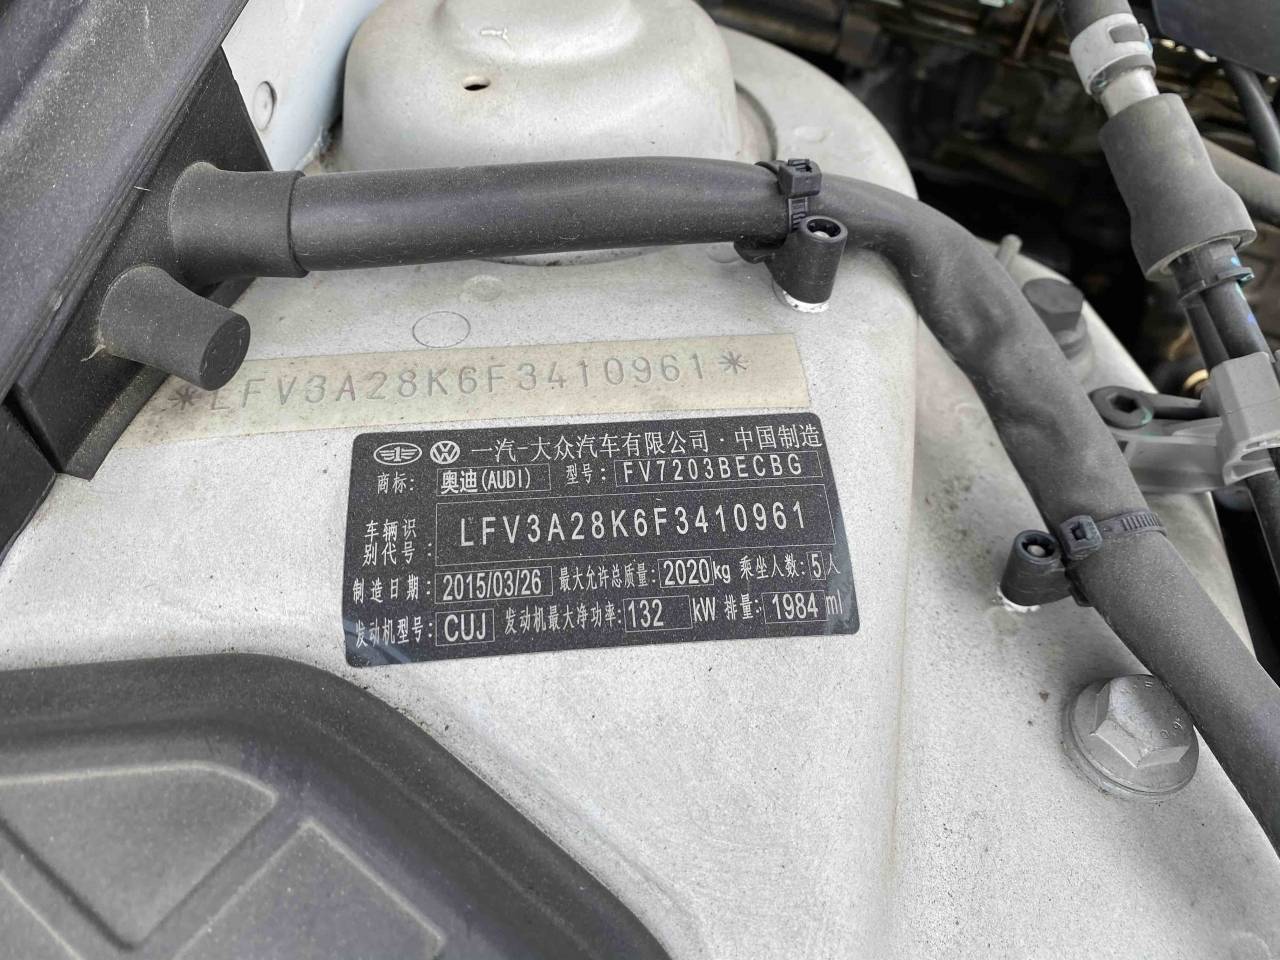 *LFV3A28K6F3410961*
一汽-大众汽车有限公司·中国制造
商标: 奥迪(AUDI) 型号: FV7203BECBG
车辆识别代号: LFV3A28K6F3410961
制造日期: 2015/03/26 最大允许总质量: 2020kg 乘坐人数: 5人
发动机型号: CUJ 发动机最大净功率: 132 kW 排量: 1984 ml